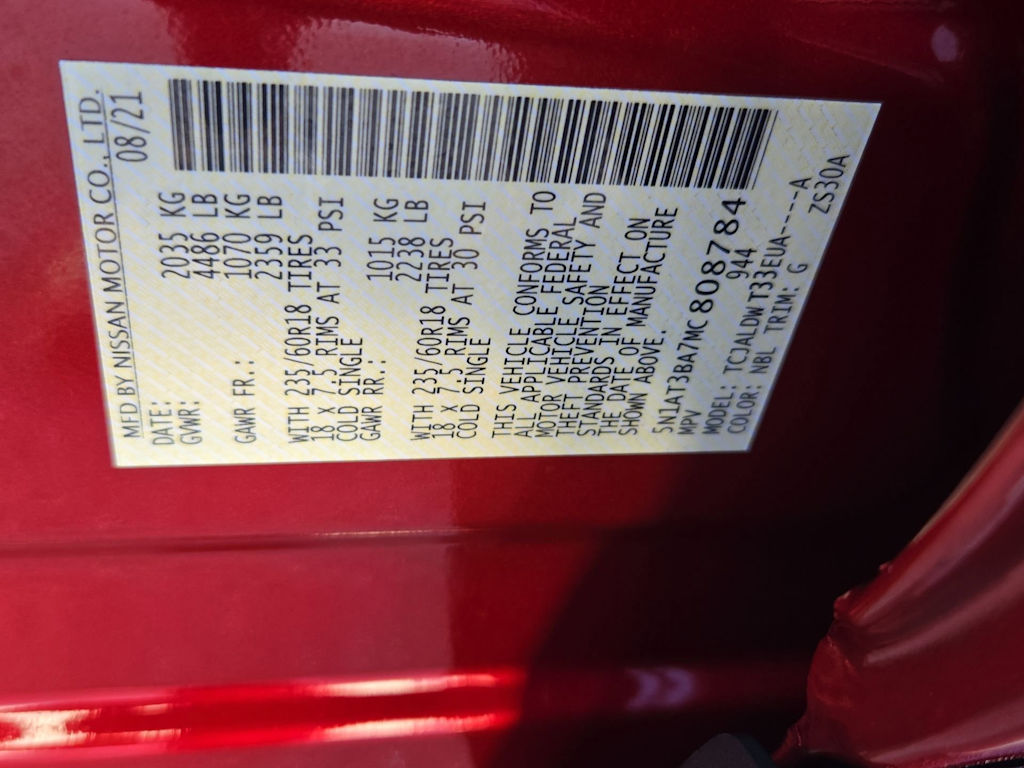 MFD BY NISSAN MOTOR CO., LTD.
DATE: 08/21
GVWR: 2035 KG
4486 LB
GAWR FR.: 1070 KG
2359 LB
WITH 235/60R18 TIRES
18 X 7.5 RIMS AT 33 PSI
COLD SINGLE
GAWR RR.: 1015 KG
2238 LB
WITH 235/60R18 TIRES
18 X 7.5 RIMS AT 30 PSI
COLD SINGLE
THIS VEHICLE CONFORMS TO
ALL APPLICABLE FEDERAL
MOTOR VEHICLE SAFETY AND
THEFT PREVENTION
STANDARDS IN EFFECT ON
THE DATE OF MANUFACTURE
SHOWN ABOVE.
5N1AT3BA7MC808784
MPV 944
MODEL: TCJALDWT33EUA-----A
COLOR: NBL TRIM: G ZS30A